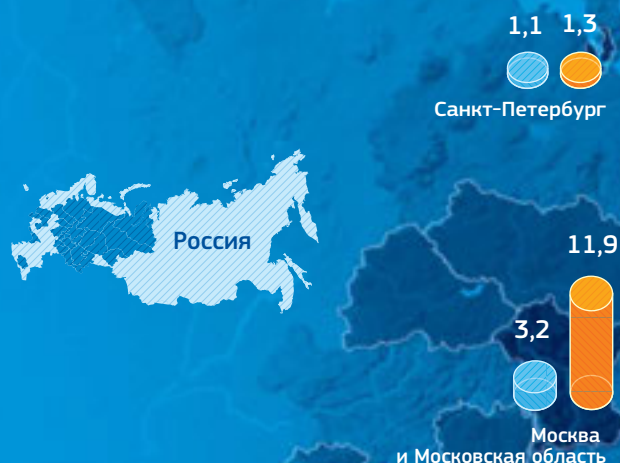 1,1 1,3
Санкт-Петербург
Россия
11,9
3,2
Москва
и Московская область